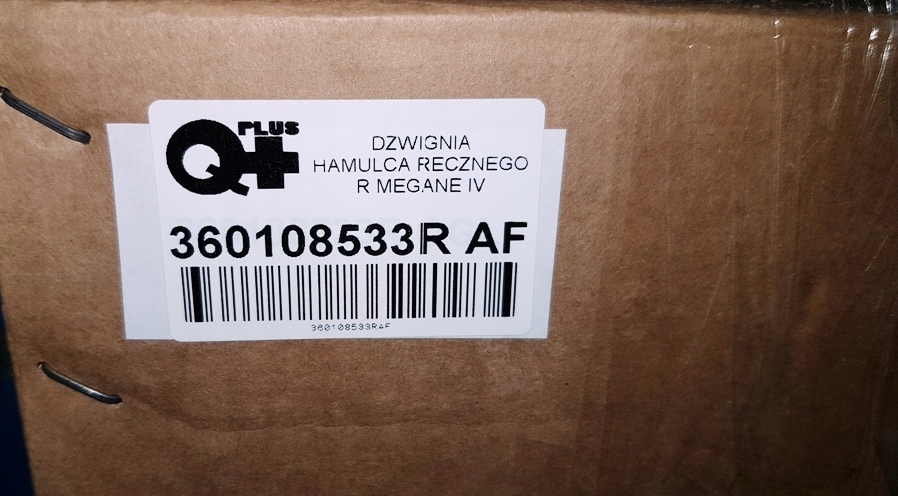 PLUS
Q+
DZWIGNIA
HAMULCA RECZNEGO
R MEGANE IV
360108533R AF
360108533RAF